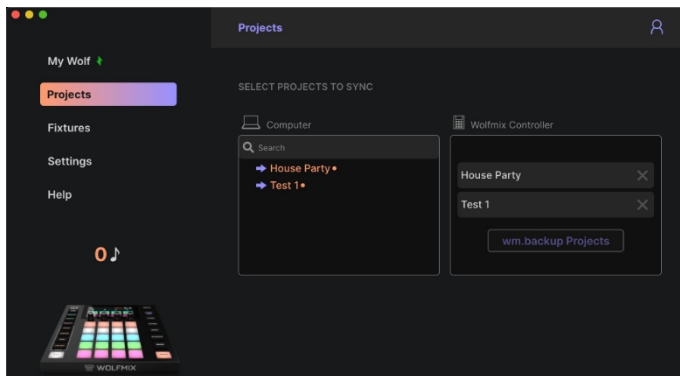 Projects
My Wolf
Projects
Fixtures
Settings
Help
0
WOLFMIX
SELECT PROJECTS TO SYNC
Computer
Search
House Party
Test 1
Wolfmix Controller
House Party
Test 1
wm.backup Projects